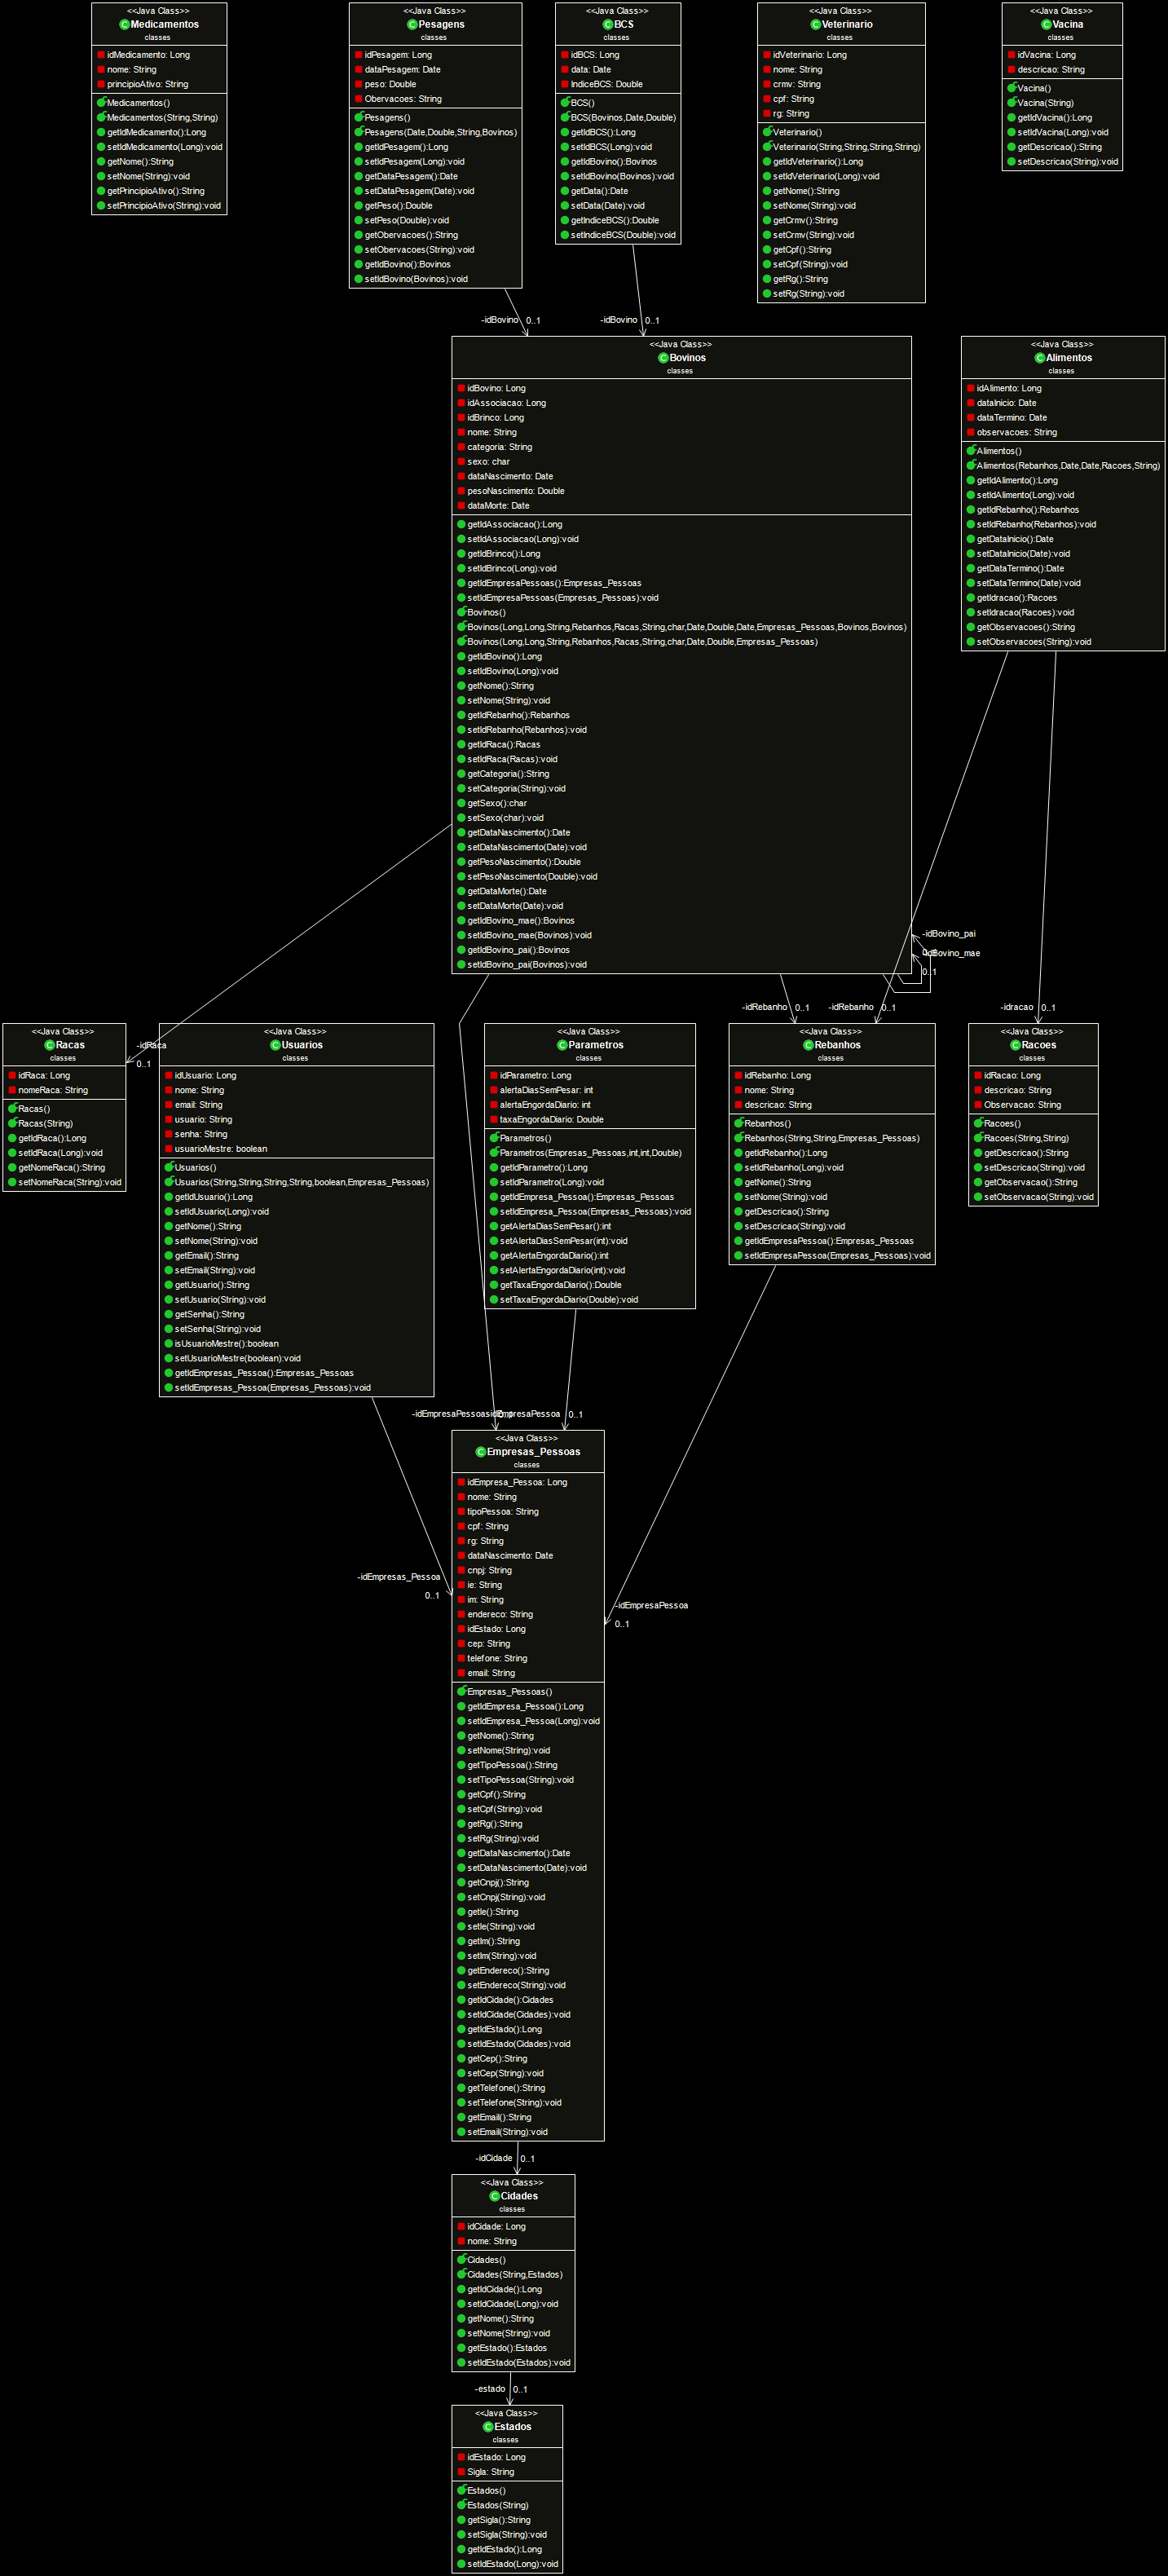 <<Java Class>>
Medicamentos
classes
idMedicamento: Long
nome: String
principioAtivo: String
Medicamentos()
Medicamentos(String,String)
getIdMedicamento():Long
setIdMedicamento(Long):void
getNome():String
setNome(String):void
getPrincipioAtivo():String
setPrincipioAtivo(String):void
<<Java Class>>
Pesagens
classes
idPesagem: Long
dataPesagem: Date
peso: Double
Obervacoes: String
Pesagens()
Pesagens(Date,Double,String,Bovinos)
getIdPesagem():Long
setIdPesagem(Long):void
getDataPesagem():Date
setDataPesagem(Date):void
getPeso():Double
setPeso(Double):void
getObervacoes():String
setObervacoes(String):void
getIdBovino():Bovinos
setIdBovino(Bovinos):void
<<Java Class>>
BCS
classes
idBCS: Long
data: Date
IndiceBCS: Double
BCS()
BCS(Bovinos,Date,Double)
getIdBCS():Long
setIdBCS(Long):void
getIdBovino():Bovinos
setIdBovino(Bovinos):void
getData():Date
setData(Date):void
getIndiceBCS():Double
setIndiceBCS(Double):void
<<Java Class>>
Veterinario
classes
idVeterinario: Long
nome: String
crmv: String
cpf: String
rg: String
Veterinario()
Veterinario(String,String,String,String)
getIdVeterinario():Long
setIdVeterinario(Long):void
getNome():String
setNome(String):void
getCrmv():String
setCrmv(String):void
getCpf():String
setCpf(String):void
getRg():String
setRg(String):void
<<Java Class>>
Vacina
classes
idVacina: Long
descricao: String
Vacina()
Vacina(String)
getIdVacina():Long
setIdVacina(Long):void
getDescricao():String
setDescricao(String):void
-idBovino 0..1
-idBovino 0..1
<<Java Class>>
Bovinos
classes
idBovino: Long
idAssociacao: Long
idBrinco: Long
nome: String
categoria: String
sexo: char
dataNascimento: Date
pesoNascimento: Double
dataMorte: Date
getIdAssociacao():Long
setIdAssociacao(Long):void
getIdBrinco():Long
setIdBrinco(Long):void
getIdEmpresaPessoas():Empresas_Pessoas
setIdEmpresaPessoas(Empresas_Pessoas):void
Bovinos()
Bovinos(Long,Long,String,Rebanhos,Racas,String,char,Date,Double,Date,Empresas_Pessoas,Bovinos,Bovinos)
Bovinos(Long,Long,String,Rebanhos,Racas,String,char,Date,Double,Empresas_Pessoas)
getIdBovino():Long
setIdBovino(Long):void
getNome():String
setNome(String):void
getIdRebanho():Rebanhos
setIdRebanho(Rebanhos):void
getIdRaca():Racas
setIdRaca(Racas):void
getCategoria():String
setCategoria(String):void
getSexo():char
setSexo(char):void
getDataNascimento():Date
setDataNascimento(Date):void
getPesoNascimento():Double
setPesoNascimento(Double):void
getDataMorte():Date
setDataMorte(Date):void
getIdBovino_mae():Bovinos
setIdBovino_mae(Bovinos):void
getIdBovino_pai():Bovinos
setIdBovino_pai(Bovinos):void
<<Java Class>>
Alimentos
classes
idAlimento: Long
dataInicio: Date
dataTermino: Date
observacoes: String
Alimentos()
Alimentos(Rebanhos,Date,Date,Racoes,String)
getIdAlimento():Long
setIdAlimento(Long):void
getIdRebanho():Rebanhos
setIdRebanho(Rebanhos):void
getDataInicio():Date
setDataInicio(Date):void
getDataTermino():Date
setDataTermino(Date):void
getIdracao():Racoes
setIdracao(Racoes):void
getObservacoes():String
setObservacoes(String):void
-idBovino_pai
-idBovino_mae
0..1
-idRebanho 0..1
-idRebanho 0..1
-idracao 0..1
-idRaca
0..1
<<Java Class>>
Racas
classes
idRaca: Long
nomeRaca: String
Racas()
Racas(String)
getIdRaca():Long
setIdRaca(Long):void
getNomeRaca():String
setNomeRaca(String):void
<<Java Class>>
Usuarios
classes
idUsuario: Long
nome: String
email: String
usuario: String
senha: String
usuarioMestre: boolean
Usuarios()
Usuarios(String,String,String,String,boolean,Empresas_Pessoas)
getIdUsuario():Long
setIdUsuario(Long):void
getNome():String
setNome(String):void
getEmail():String
setEmail(String):void
getUsuario():String
setUsuario(String):void
getSenha():String
setSenha(String):void
isUsuarioMestre():boolean
setUsuarioMestre(boolean):void
getIdEmpresas_Pessoa():Empresas_Pessoas
setIdEmpresas_Pessoa(Empresas_Pessoas):void
<<Java Class>>
Parametros
classes
idParametro: Long
alertaDiasSemPesar: int
alertaEngordaDiario: int
taxaEngordaDiario: Double
Parametros()
Parametros(Empresas_Pessoas,int,int,Double)
getIdParametro():Long
setIdParametro(Long):void
getIdEmpresa_Pessoa():Empresas_Pessoas
setIdEmpresa_Pessoa(Empresas_Pessoas):void
getAlertaDiasSemPesar():int
setAlertaDiasSemPesar(int):void
getAlertaEngordaDiario():int
setAlertaEngordaDiario(int):void
getTaxaEngordaDiario():Double
setTaxaEngordaDiario(Double):void
<<Java Class>>
Rebanhos
classes
idRebanho: Long
nome: String
descricao: String
Rebanhos()
Rebanhos(String,String,Empresas_Pessoas)
getIdRebanho():Long
setIdRebanho(Long):void
getNome():String
setNome(String):void
getDescricao():String
setDescricao(String):void
getIdEmpresaPessoa():Empresas_Pessoas
setIdEmpresaPessoa(Empresas_Pessoas):void
<<Java Class>>
Racoes
classes
idRacao: Long
descricao: String
Observacao: String
Racoes()
Racoes(String,String)
getDescricao():String
setDescricao(String):void
getObservacao():String
setObservacao(String):void
-idEmpresaPessoas
0..1
-idEmpresas_Pessoa
0..1
-idEmpresaPessoa
0..1
<<Java Class>>
Empresas_Pessoas
classes
idEmpresa_Pessoa: Long
nome: String
tipoPessoa: String
cpf: String
rg: String
dataNascimento: Date
cnpj: String
ie: String
im: String
endereco: String
idEstado: Long
cep: String
telefone: String
email: String
Empresas_Pessoas()
getIdEmpresa_Pessoa():Long
setIdEmpresa_Pessoa(Long):void
getNome():String
setNome(String):void
getTipoPessoa():String
setTipoPessoa(String):void
getCpf():String
setCpf(String):void
getRg():String
setRg(String):void
getDataNascimento():Date
setDataNascimento(Date):void
getCnpj():String
setCnpj(String):void
getIe():String
setIe(String):void
getIm():String
setIm(String):void
getEndereco():String
setEndereco(String):void
getIdCidade():Cidades
setIdCidade(Cidades):void
getIdEstado():Long
setIdEstado(Cidades):void
getCep():String
setCep(String):void
getTelefone():String
setTelefone(String):void
getEmail():String
setEmail(String):void
-idCidade 0..1
<<Java Class>>
Cidades
classes
idCidade: Long
nome: String
Cidades()
Cidades(String,Estados)
getIdCidade():Long
setIdCidade(Long):void
getNome():String
setNome(String):void
getEstado():Estados
setIdEstado(Estados):void
-estado 0..1
<<Java Class>>
Estados
classes
idEstado: Long
Sigla: String
Estados()
Estados(String)
getSigla():String
setSigla(String):void
getIdEstado():Long
setIdEstado(Long):void